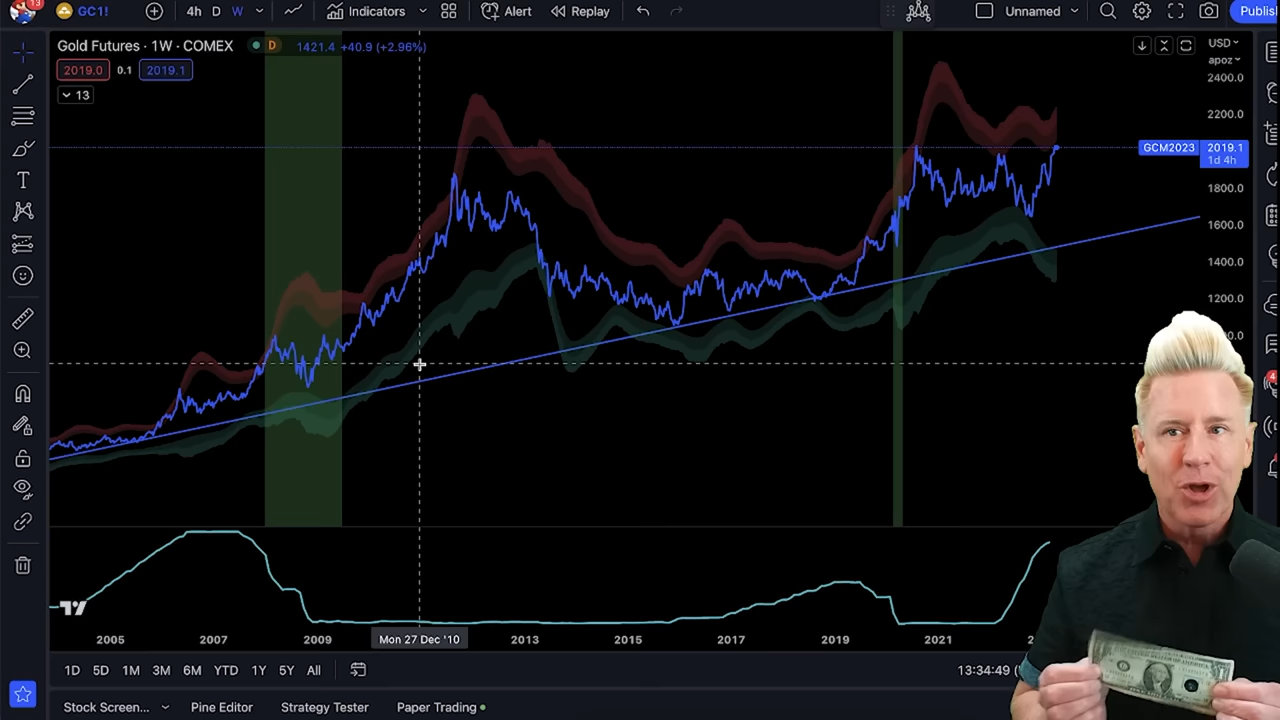 13
GC1!
4h D W
Indicators
Alert
Replay
Unnamed
Publis
Gold Futures · 1W · COMEX
D
1421.4 +40.9 (+2.96%)
2019.0 0.1 2019.1
13
USD
apoz
2400.0
2200.0
GCM2023 2019.1
1d 4h
1800.0
1600.0
1400.0
1200.0
4
2005 2007 2009 Mon 27 Dec '10 2013 2015 2017 2019 2021 2
1D 5D 1M 3M 6M YTD 1Y 5Y All
13:34:49 (
Stock Screen... Pine Editor Strategy Tester Paper Trading